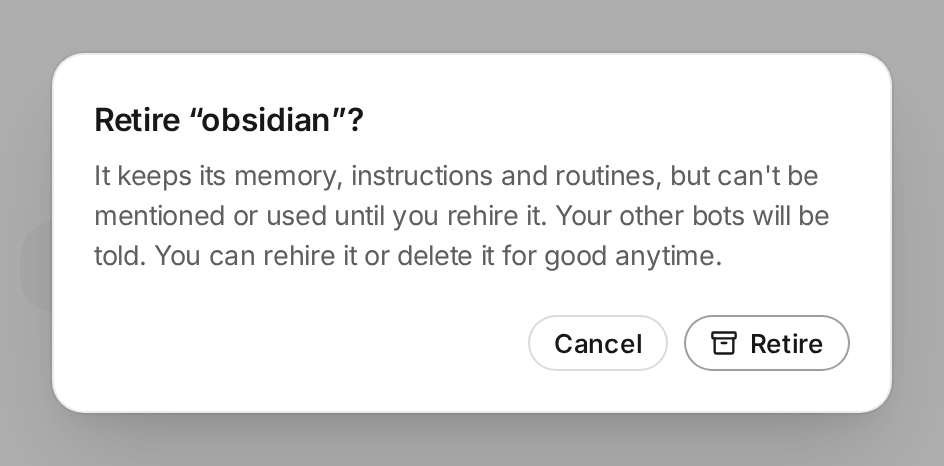 Retire “obsidian”?
It keeps its memory, instructions and routines, but can't be
mentioned or used until you rehire it. Your other bots will be
told. You can rehire it or delete it for good anytime.
Cancel
Retire